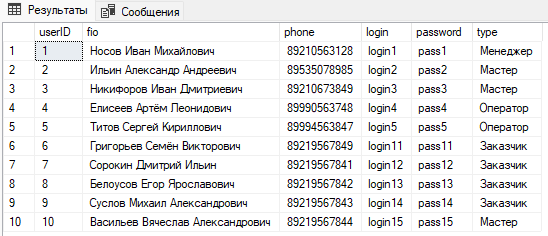 Результаты Сообщения
userID fio phone login password type
1 1 Носов Иван Михайлович 89210563128 login1 pass1 Менеджер
2 2 Ильин Александр Андреевич 89535078985 login2 pass2 Мастер
3 3 Никифоров Иван Дмитриевич 89210673849 login3 pass3 Мастер
4 4 Елисеев Артём Леонидович 89990563748 login4 pass4 Оператор
5 5 Титов Сергей Кириллович 89994563847 login5 pass5 Оператор
6 6 Григорьев Семён Викторович 89219567849 login11 pass11 Заказчик
7 7 Сорокин Дмитрий Ильин 89219567841 login12 pass12 Заказчик
8 8 Белоусов Егор Ярославович 89219567842 login13 pass13 Заказчик
9 9 Суслов Михаил Александрович 89219567843 login14 pass14 Заказчик
10 10 Васильев Вячеслав Александрович 89219567844 login15 pass15 Мастер